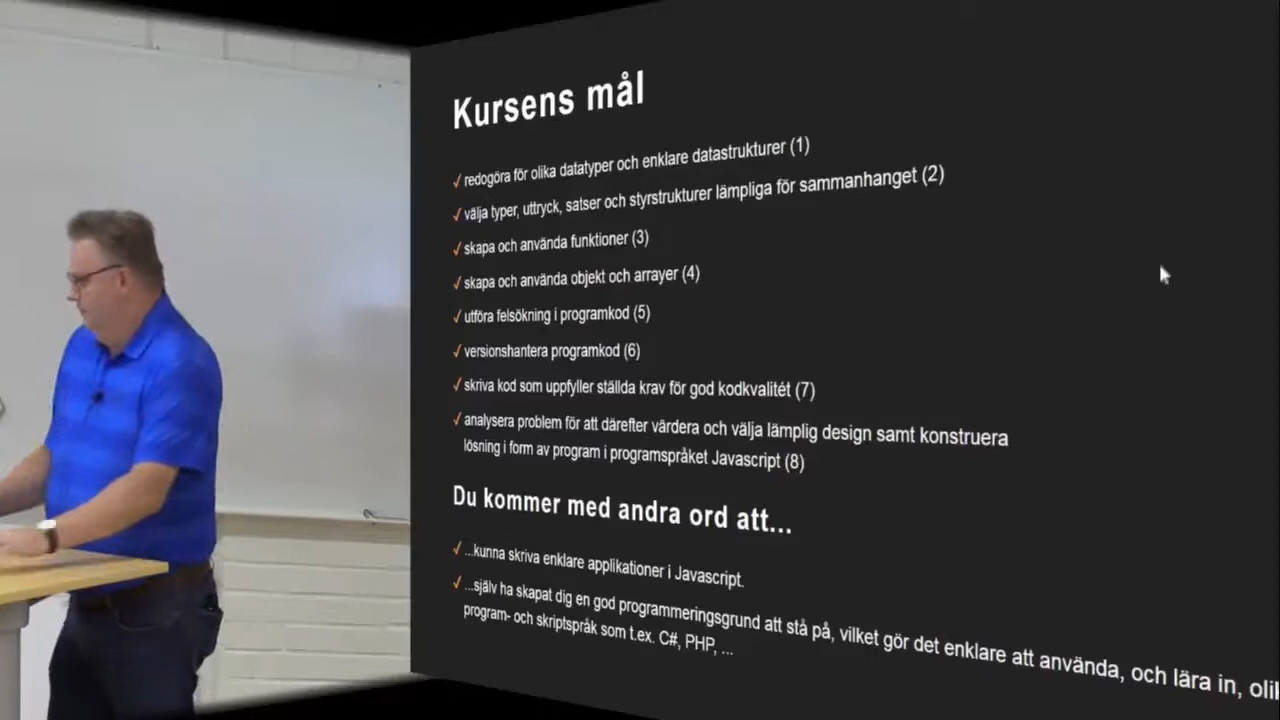 Kursens mål
✓ redogöra för olika datatyper och enklare datastrukturer (1)
✓ välja typer, uttryck, satser och styrstrukturer lämpliga för sammanhanget (2)
✓ skapa och använda funktioner (3)
✓ skapa och använda objekt och arrayer (4)
✓ utföra felsökning i programkod (5)
✓ versionshantera programkod (6)
✓ skriva kod som uppfyller ställda krav för god kodkvalitét (7)
✓ analysera problem för att därefter värdera och välja lämplig design samt konstruera
lösning i form av program i programspråket Javascript (8)
Du kommer med andra ord att...
✓ ...kunna skriva enklare applikationer i Javascript.
✓ ...själv ha skapat dig en god programmeringsgrund att stå på, vilket gör det enklare att använda, och lära in,
program- och skriptspråk som t.ex. C#, PHP, ...